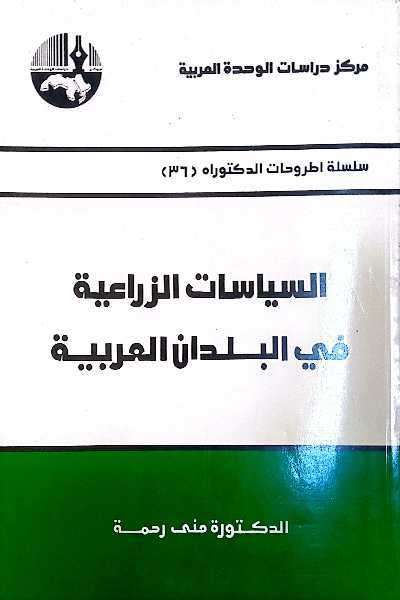 مركز دراسات الوحدة العربية
سلسلة اطروحات الدكتوراه (٣٦)
السياسات الزراعية
في البلدان العربية
الدكتورة منى رحمة